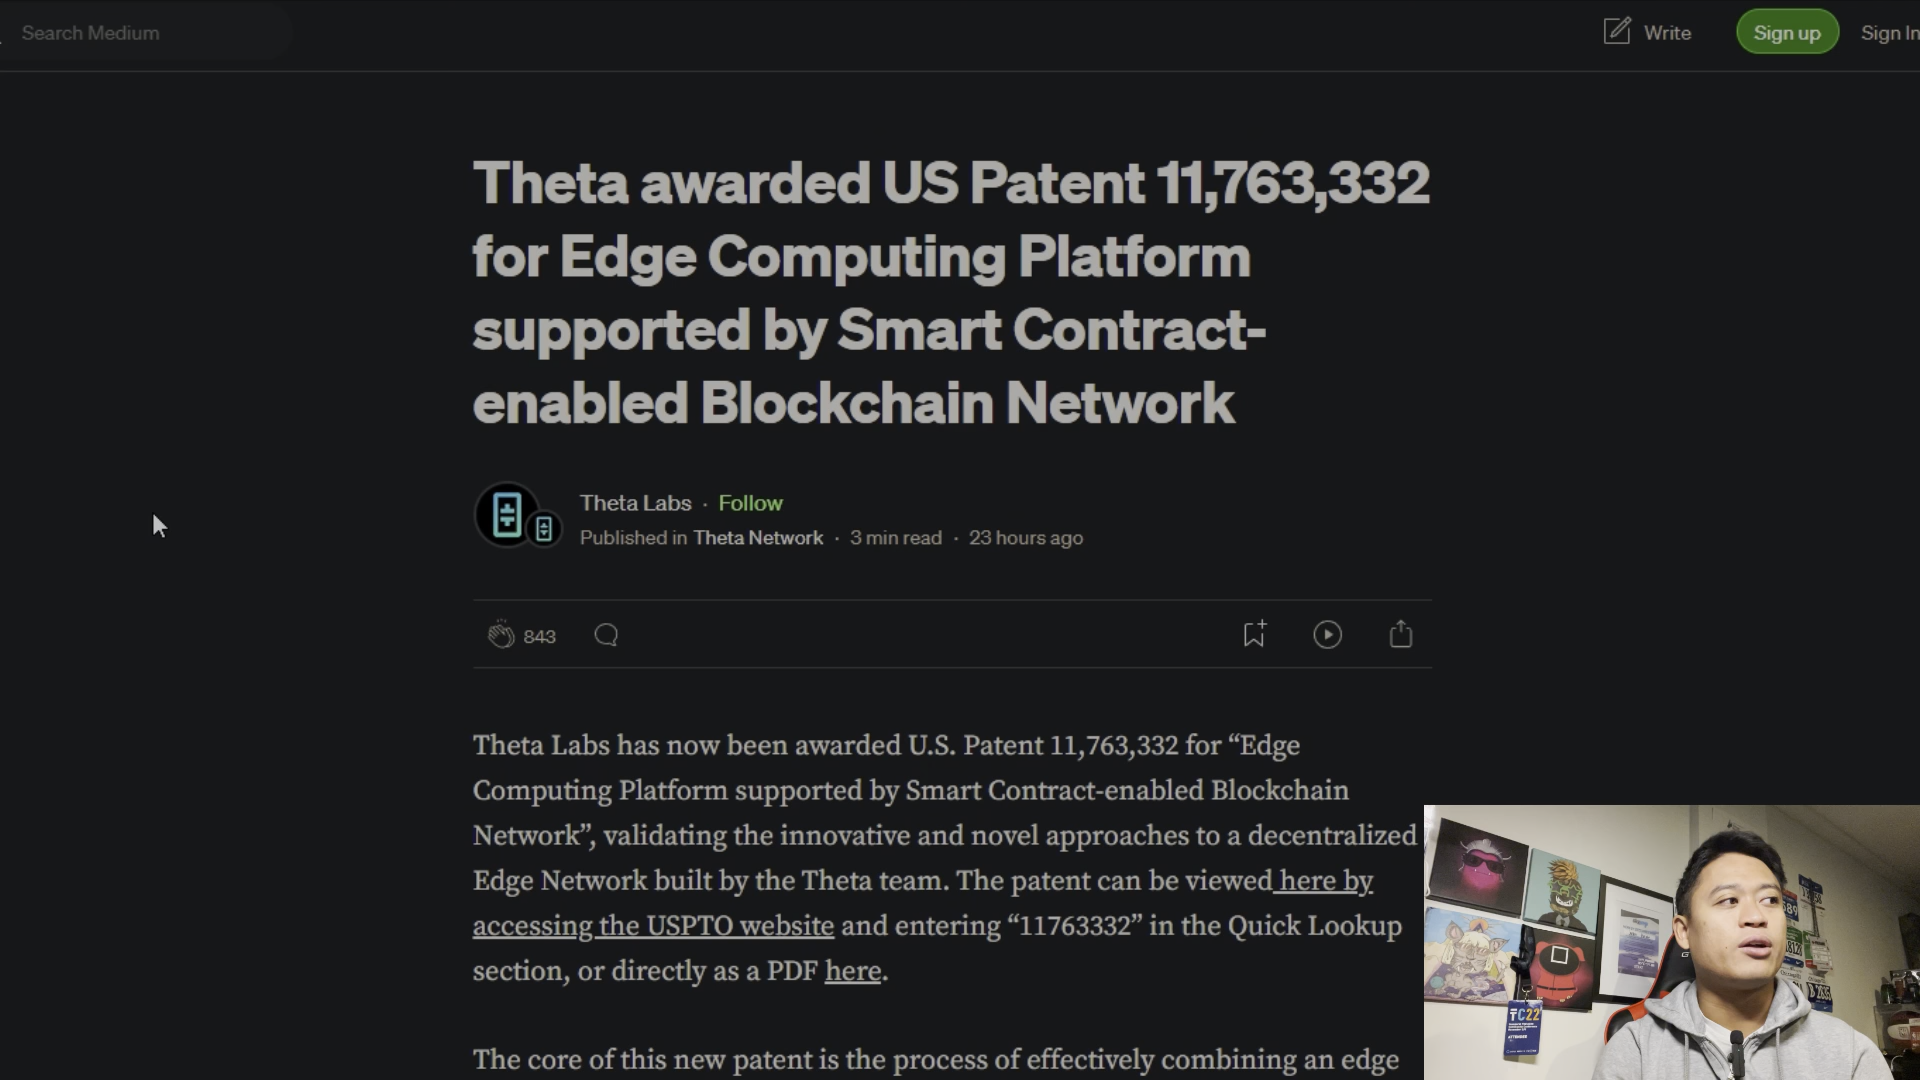 Search Medium
Write
Sign up
Sign In
Theta awarded US Patent 11,763,332
for Edge Computing Platform
supported by Smart Contract-
enabled Blockchain Network
Theta Labs · Follow
Published in Theta Network · 3 min read · 23 hours ago
843
Theta Labs has now been awarded U.S. Patent 11,763,332 for “Edge
Computing Platform supported by Smart Contract-enabled Blockchain
Network”, validating the innovative and novel approaches to a decentralized
Edge Network built by the Theta team. The patent can be viewed here by
accessing the USPTO website and entering “11763332” in the Quick Lookup
section, or directly as a PDF here.
The core of this new patent is the process of effectively combining an edge
TC22